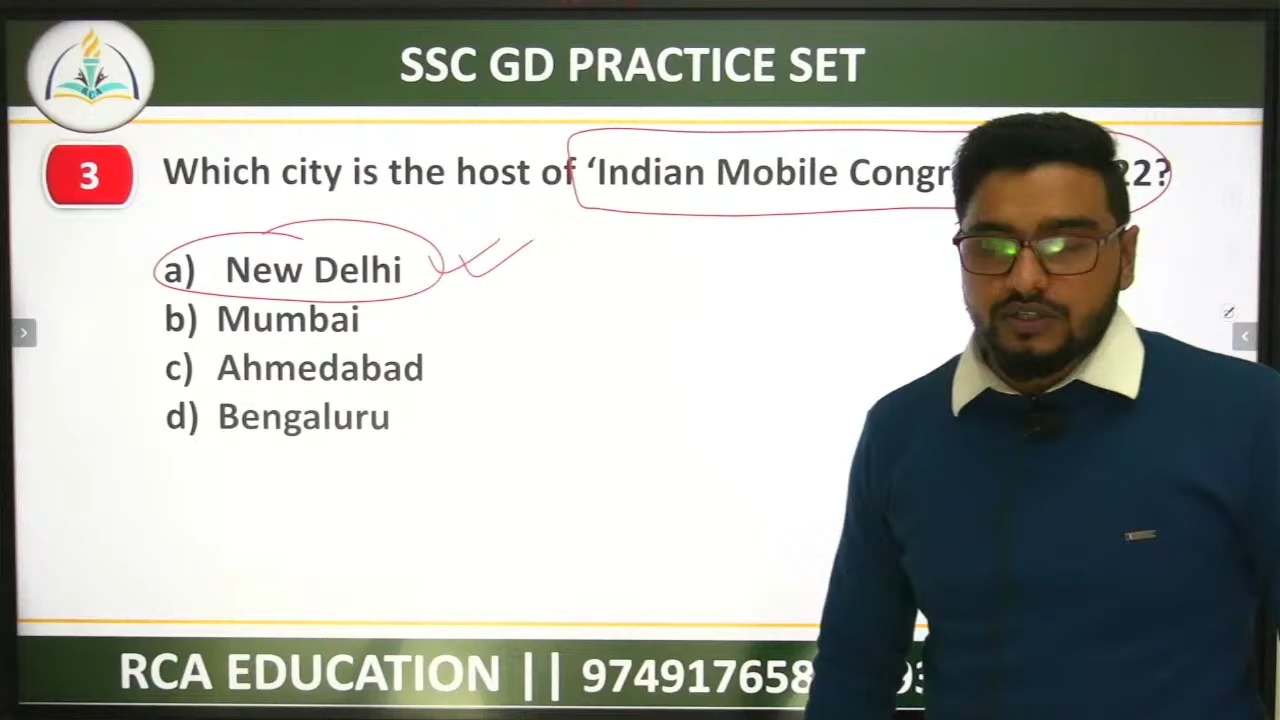 SSC GD PRACTICE SET
3
Which city is the host of ‘Indian Mobile Congr 22?
a) New Delhi
b) Mumbai
c) Ahmedabad
d) Bengaluru
RCA EDUCATION || 974917658